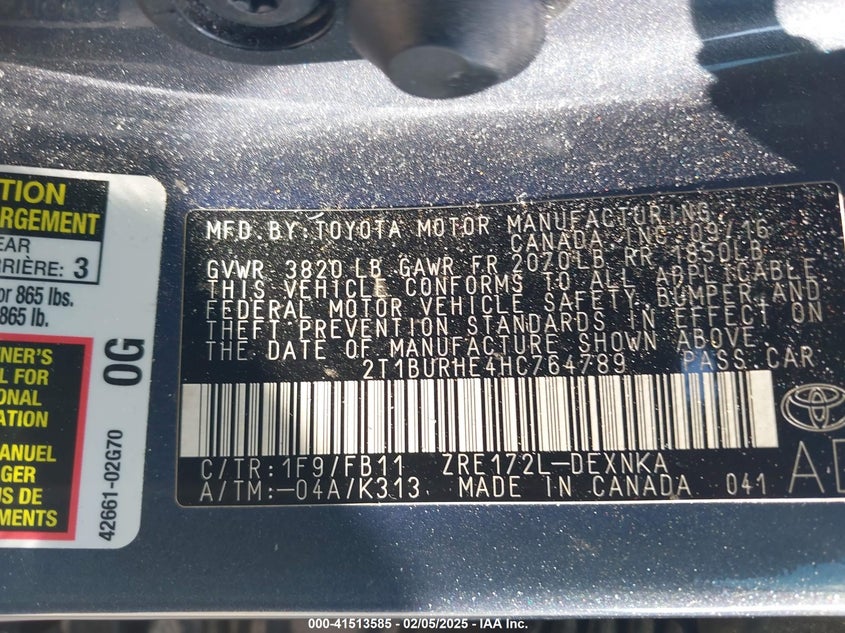 TION
RGEMENT
EAR
RRIÈRE: 3
or 865 lbs.
865 lb.
NER'S
L FOR
ONAL
ATION
MANUEL
GER
S DE
EMENTS
0G
42661-02G70
MFD. BY: TOYOTA MOTOR MANUFACTURING
CANADA INC. 09/16
GVWR 3820 LB GAWR FR 2070LB RR 1850LB
THIS VEHICLE CONFORMS TO ALL APPLICABLE
FEDERAL MOTOR VEHICLE SAFETY, BUMPER, AND
THEFT PREVENTION STANDARDS IN EFFECT ON
THE DATE OF MANUFACTURE SHOWN ABOVE.
2T1BURHE4HC764789 PASS CAR
C/TR: 1F9/FB11 ZRE172L-DEXNKA
A/TM:-04A/K313 MADE IN CANADA 041
000-41513585 - 02/05/2025 - IAA Inc.